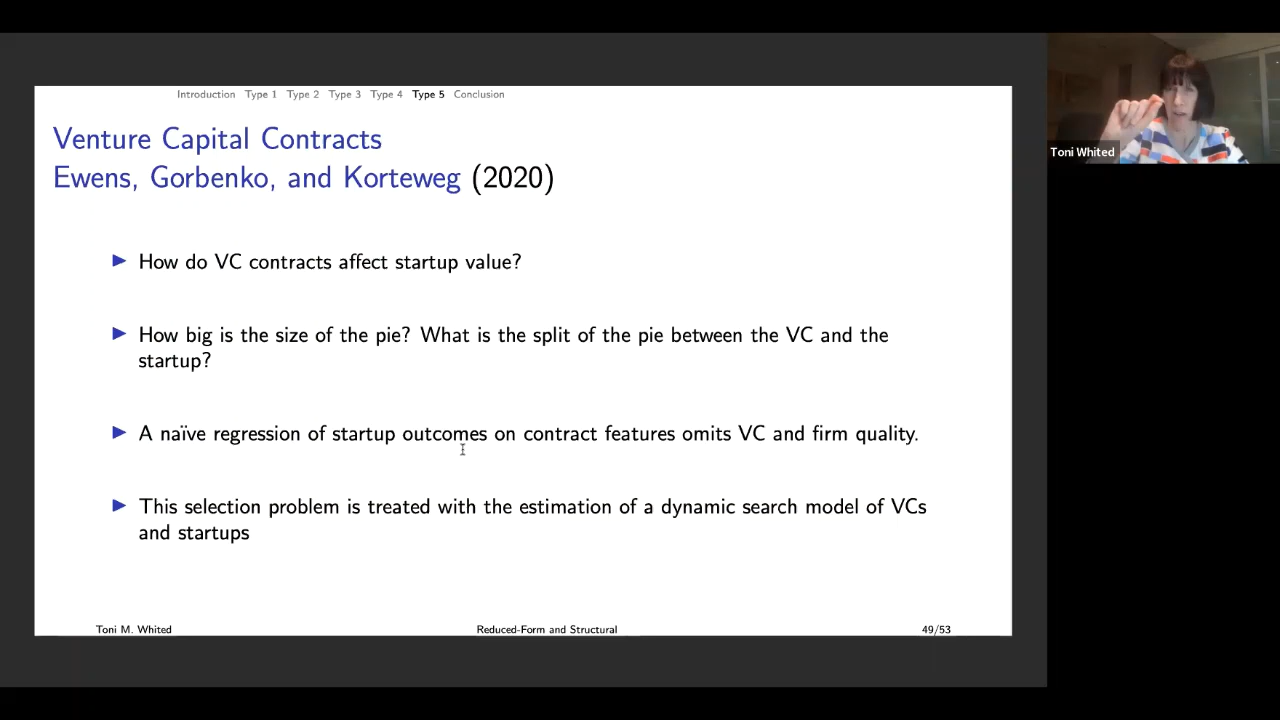 Introduction Type 1 Type 2 Type 3 Type 4 Type 5 Conclusion
Venture Capital Contracts
Ewens, Gorbenko, and Korteweg (2020)
▶ How do VC contracts affect startup value?
▶ How big is the size of the pie? What is the split of the pie between the VC and the
startup?
▶ A naïve regression of startup outcomes on contract features omits VC and firm quality.
▶ This selection problem is treated with the estimation of a dynamic search model of VCs
and startups
Toni M. Whited Reduced-Form and Structural 49/53
Toni Whited